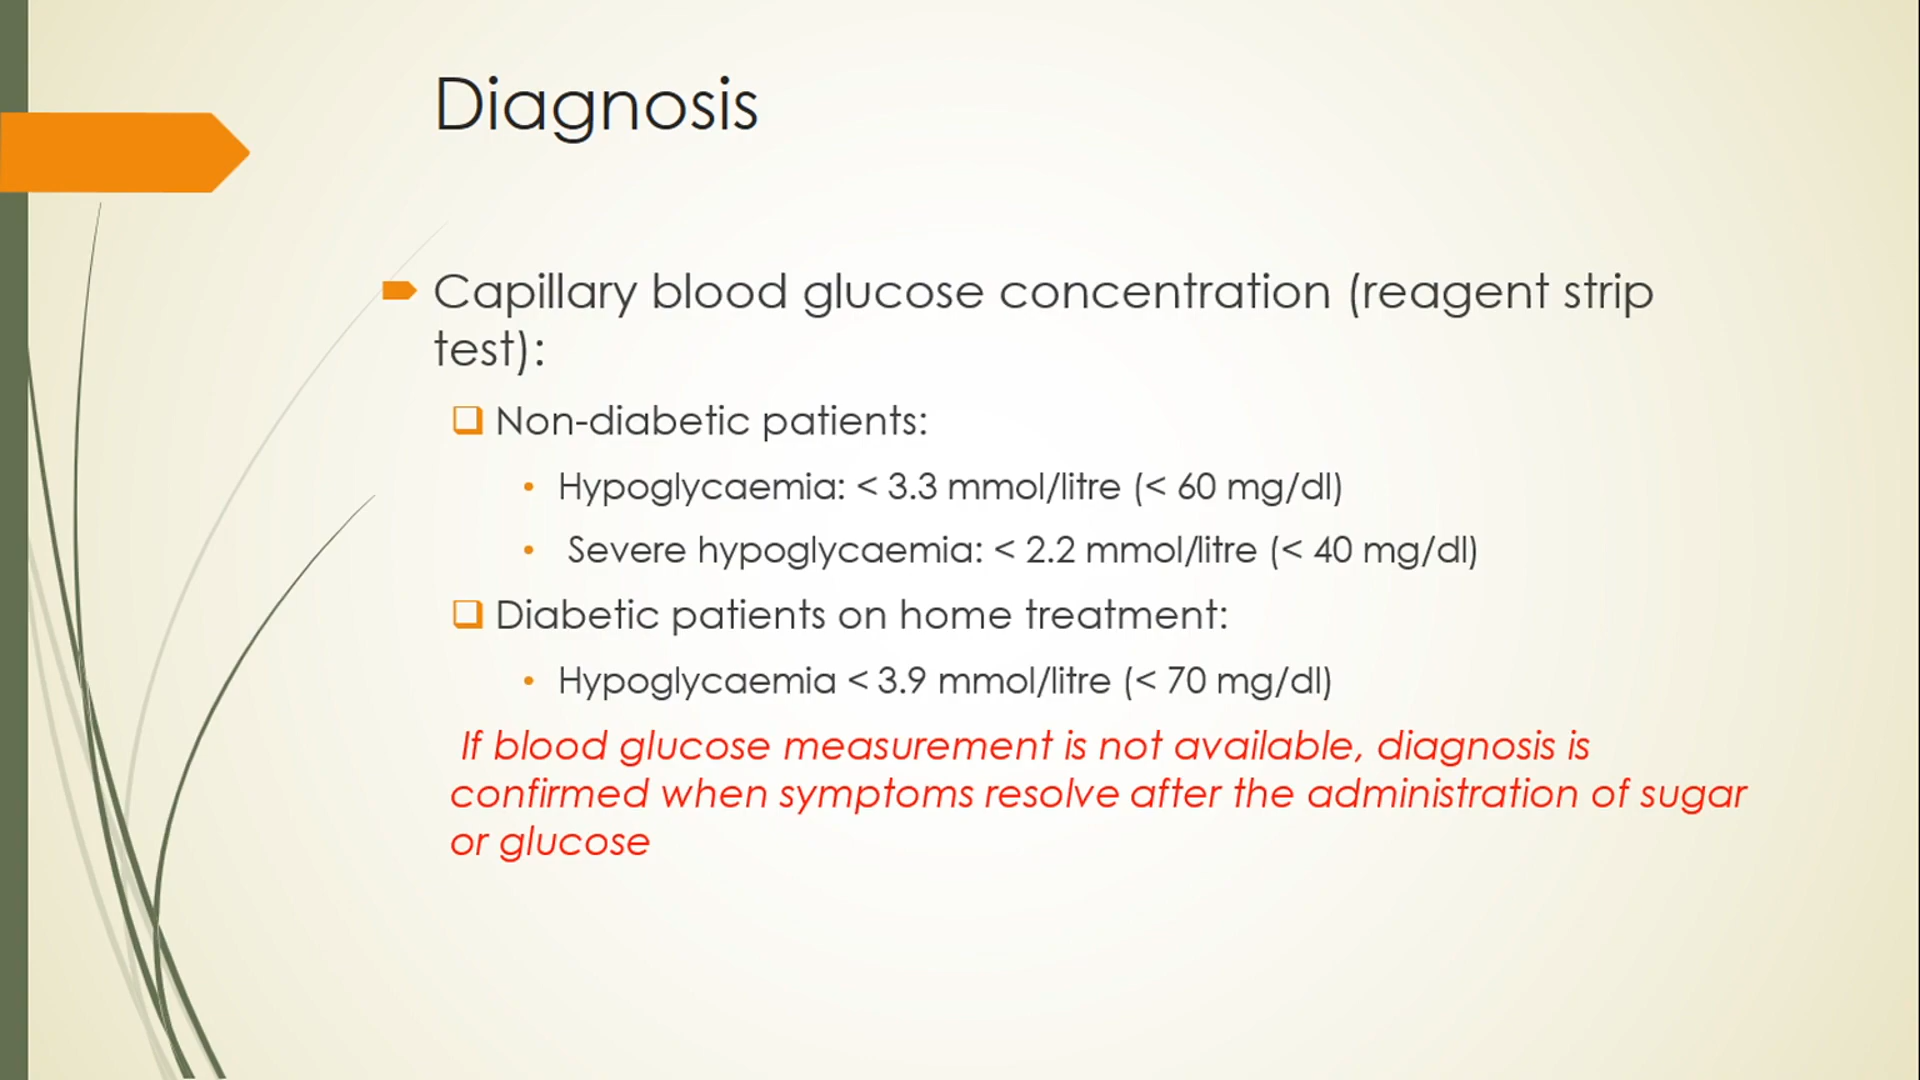 Diagnosis
Capillary blood glucose concentration (reagent strip
test):
Non-diabetic patients:
Hypoglycaemia: < 3.3 mmol/litre (< 60 mg/dl)
Severe hypoglycaemia: < 2.2 mmol/litre (< 40 mg/dl)
Diabetic patients on home treatment:
Hypoglycaemia < 3.9 mmol/litre (< 70 mg/dl)
If blood glucose measurement is not available, diagnosis is
confirmed when symptoms resolve after the administration of sugar
or glucose